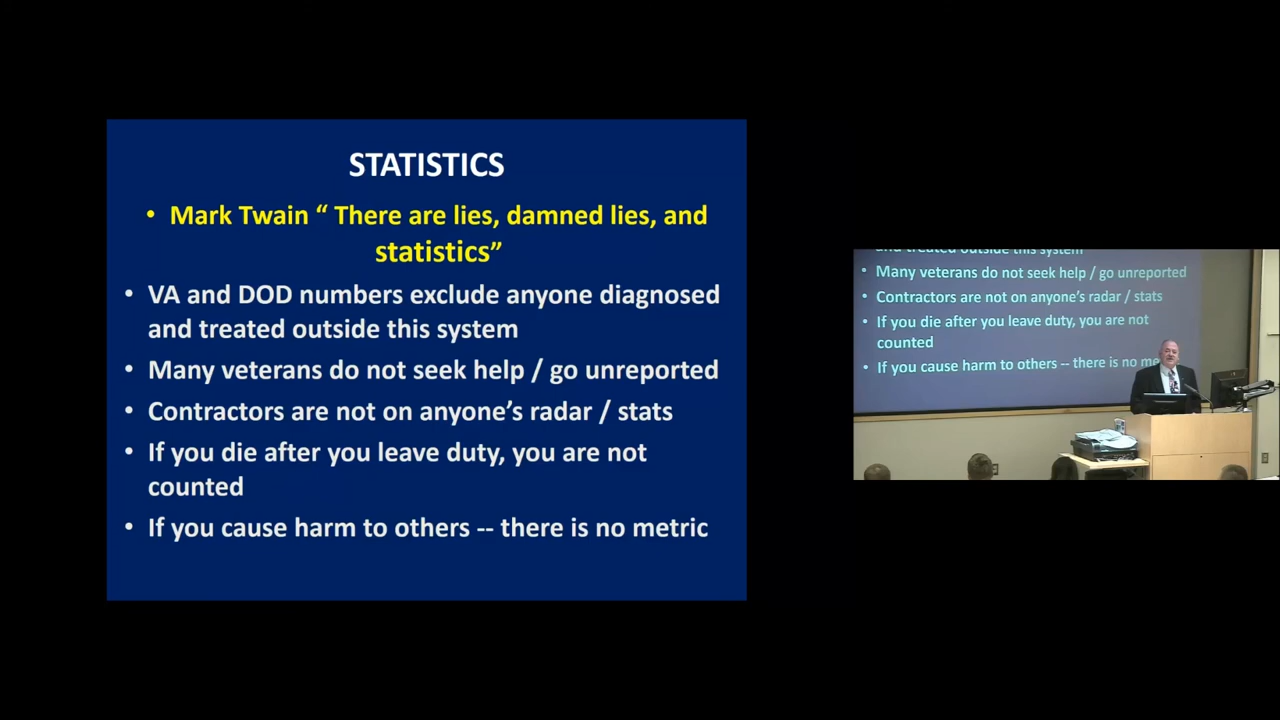 STATISTICS
• Mark Twain “ There are lies, damned lies, and
statistics”
• VA and DOD numbers exclude anyone diagnosed
and treated outside this system
• Many veterans do not seek help / go unreported
• Contractors are not on anyone’s radar / stats
• If you die after you leave duty, you are not
counted
• If you cause harm to others -- there is no metric
and treated outside this system
• Many veterans do not seek help / go unreported
• Contractors are not on anyone’s radar / stats
• If you die after you leave duty, you are not
counted
• If you cause harm to others -- there is no me